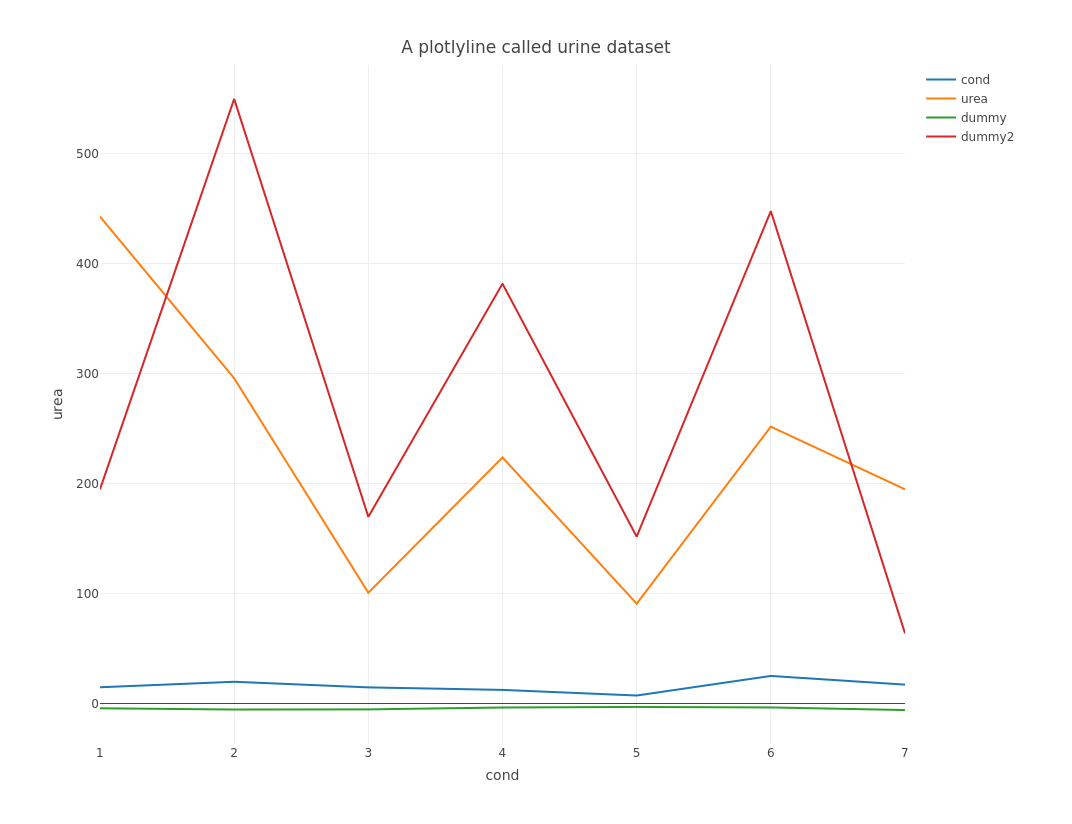 A plotlyline called urine dataset
cond
urea
dummy
dummy2
urea
500
400
300
200
100
0
1 2 3 4 5 6 7
cond